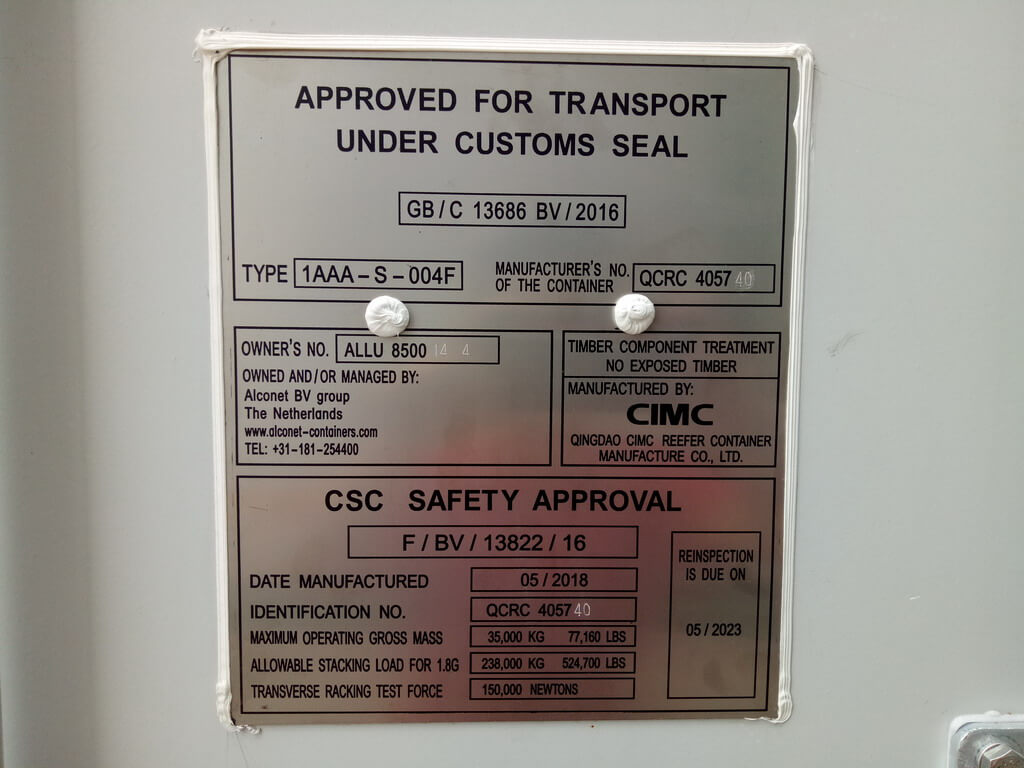 APPROVED FOR TRANSPORT
UNDER CUSTOMS SEAL
GB/C 13686 BV/2016
TYPE 1AAA-S-004F
MANUFACTURER'S NO. OF THE CONTAINER QCRC 405740
OWNER'S NO. ALLU 8500 14 4
OWNED AND/OR MANAGED BY:
Alconet BV group
The Netherlands
www.alconet-containers.com
TEL: +31-181-254400
TIMBER COMPONENT TREATMENT
NO EXPOSED TIMBER
MANUFACTURED BY:
CIMC
QINGDAO CIMC REEFER CONTAINER
MANUFACTURE CO., LTD.
CSC SAFETY APPROVAL
F/BV/13822/16
DATE MANUFACTURED 05/2018
IDENTIFICATION NO. QCRC 405740
MAXIMUM OPERATING GROSS MASS 35,000 KG 77,160 LBS
ALLOWABLE STACKING LOAD FOR 1.8G 238,000 KG 524,700 LBS
TRANSVERSE RACKING TEST FORCE 150,000 NEWTONS
REINSPECTION
IS DUE ON
05/2023